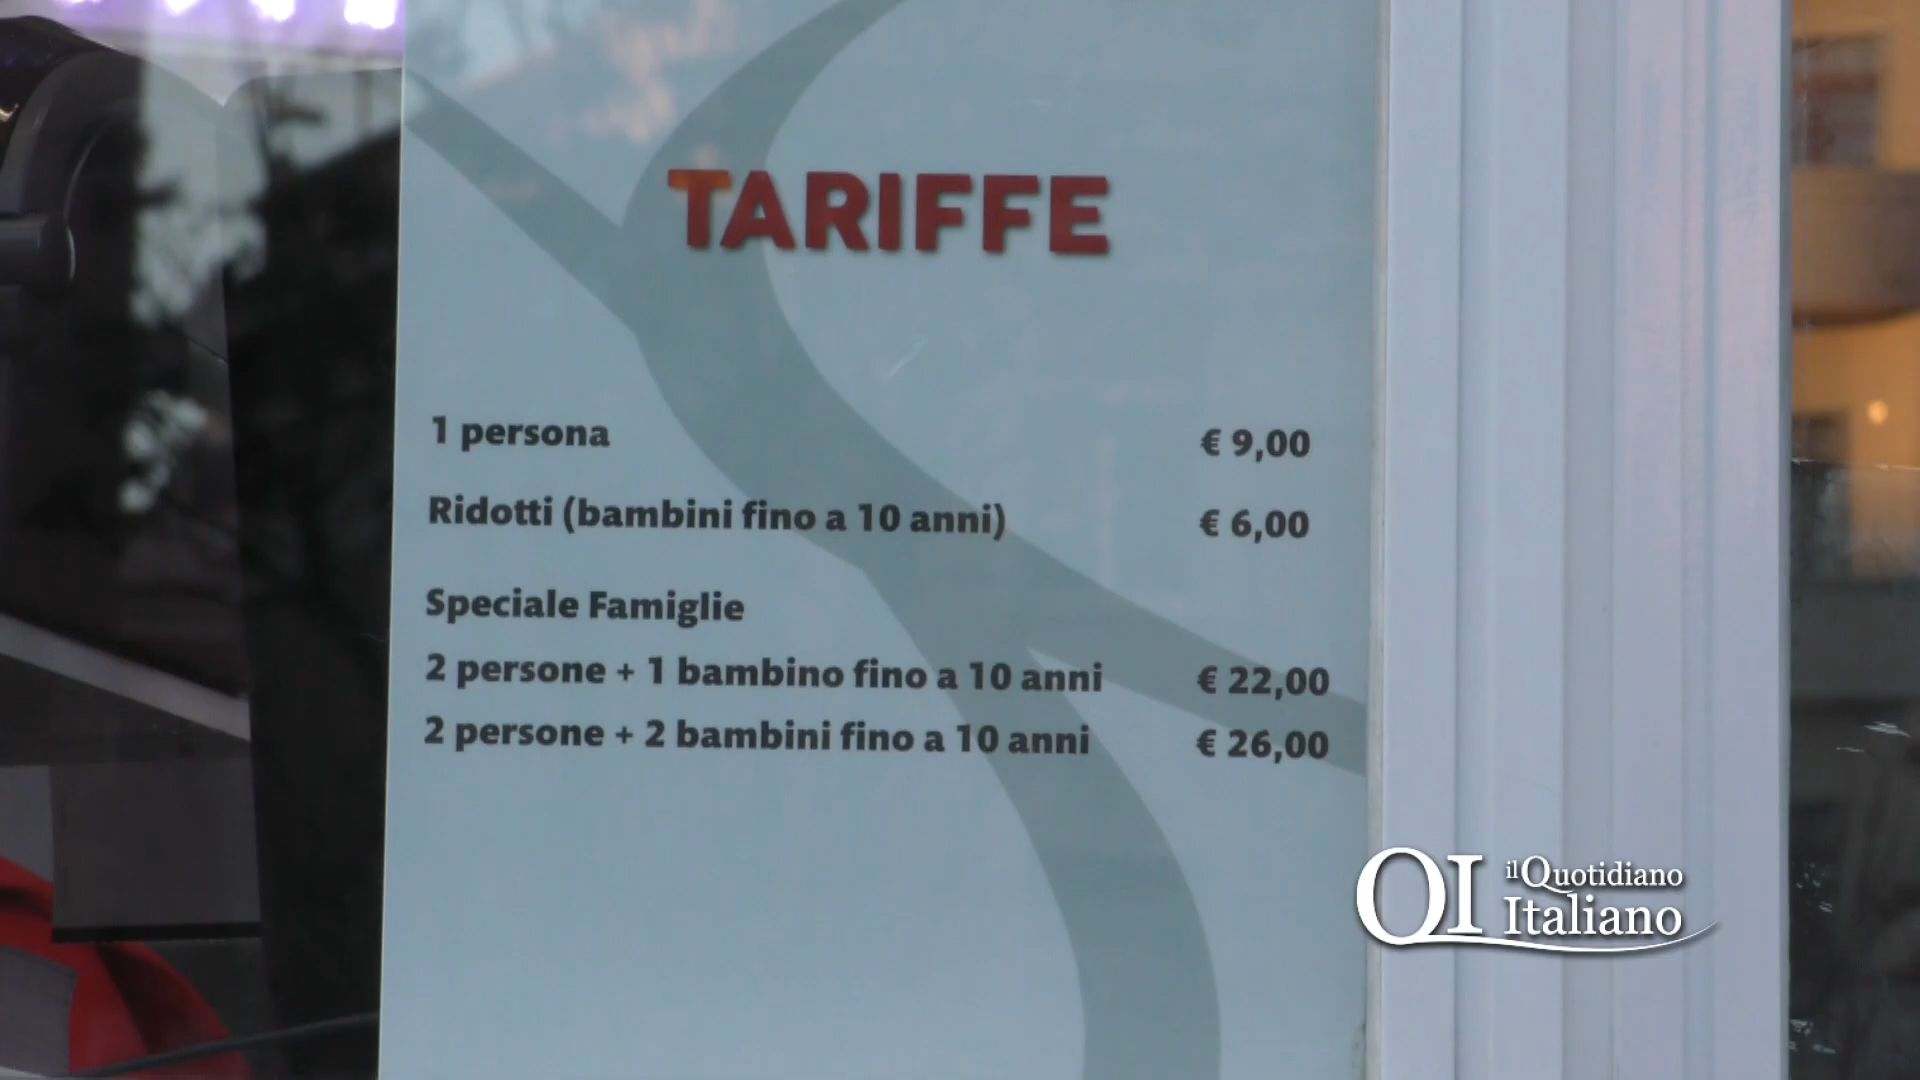 TARIFFE
1 persona € 9,00
Ridotti (bambini fino a 10 anni) € 6,00
Speciale Famiglie
2 persone + 1 bambino fino a 10 anni € 22,00
2 persone + 2 bambini fino a 10 anni € 26,00
QI il Quotidiano
Italiano